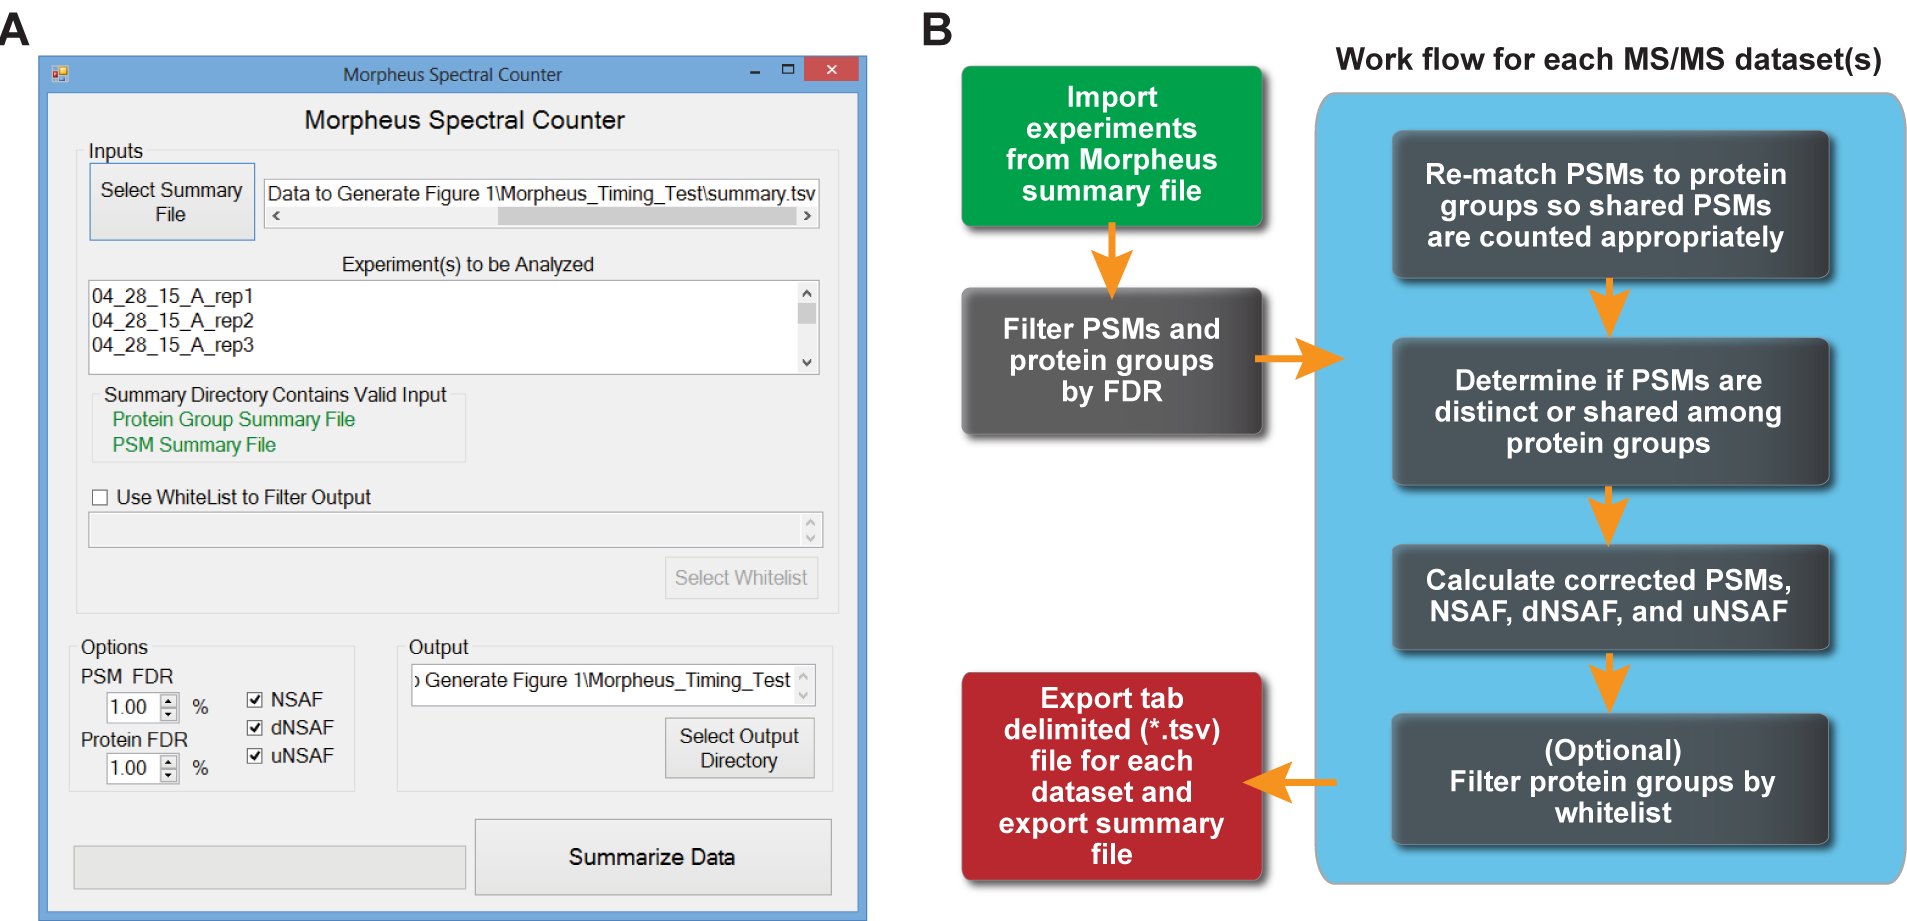 A
Morpheus Spectral Counter
Morpheus Spectral Counter
Inputs
Select Summary
File
Data to Generate Figure 1\Morpheus_Timing_Test\summary.tsv
Experiment(s) to be Analyzed
04_28_15_A_rep1
04_28_15_A_rep2
04_28_15_A_rep3
Summary Directory Contains Valid Input
Protein Group Summary File
PSM Summary File
Use WhiteList to Filter Output
Select Whitelist
Options
PSM FDR
1.00 %
Protein FDR
1.00 %
NSAF
dNSAF
uNSAF
Output
Generate Figure 1\Morpheus_Timing_Test
Select Output
Directory
Summarize Data
B
Import
experiments
from Morpheus
summary file
Filter PSMs and
protein groups
by FDR
Work flow for each MS/MS dataset(s)
Re-match PSMs to protein
groups so shared PSMs
are counted appropriately
Determine if PSMs are
distinct or shared among
protein groups
Calculate corrected PSMs,
NSAF, dNSAF, and uNSAF
(Optional)
Filter protein groups by
whitelist
Export tab
delimited (*.tsv)
file for each
dataset and
export summary
file